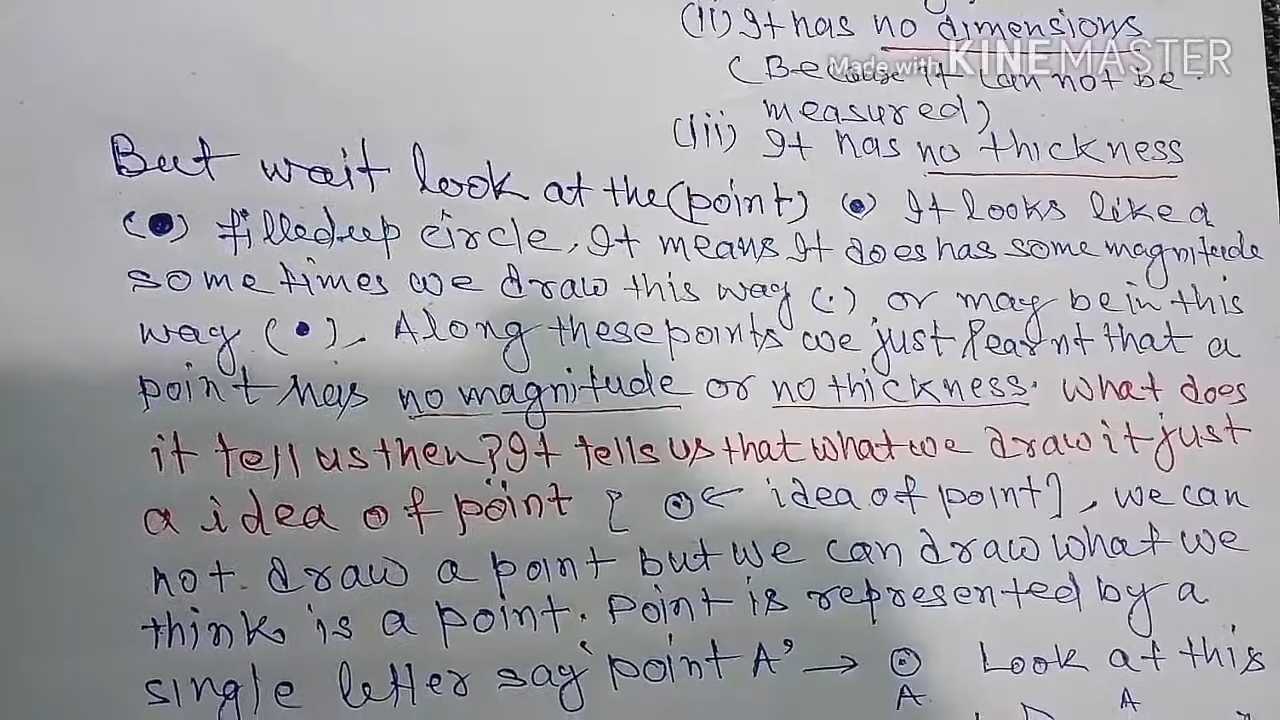 (ii) It has no dimensions
Made with KINEMASTER
(Because it can not be
measured)
(iii) It has no thickness
But wait look at the (point) (•) It looks like a
(•) filledup circle, It means It does has some magnitude
some times we draw this way (.) or may be in this
way (•). Along these points we just learnt that a
point has no magnitude or no thickness. What does
it tell us then? It tells us that what we draw it just
a idea of point [ ⊙ ← idea of point], we can
not draw a point but we can draw what we
think is a point. Point is represented by a
single letter say 'point A' → ⊙ Look at this
A A